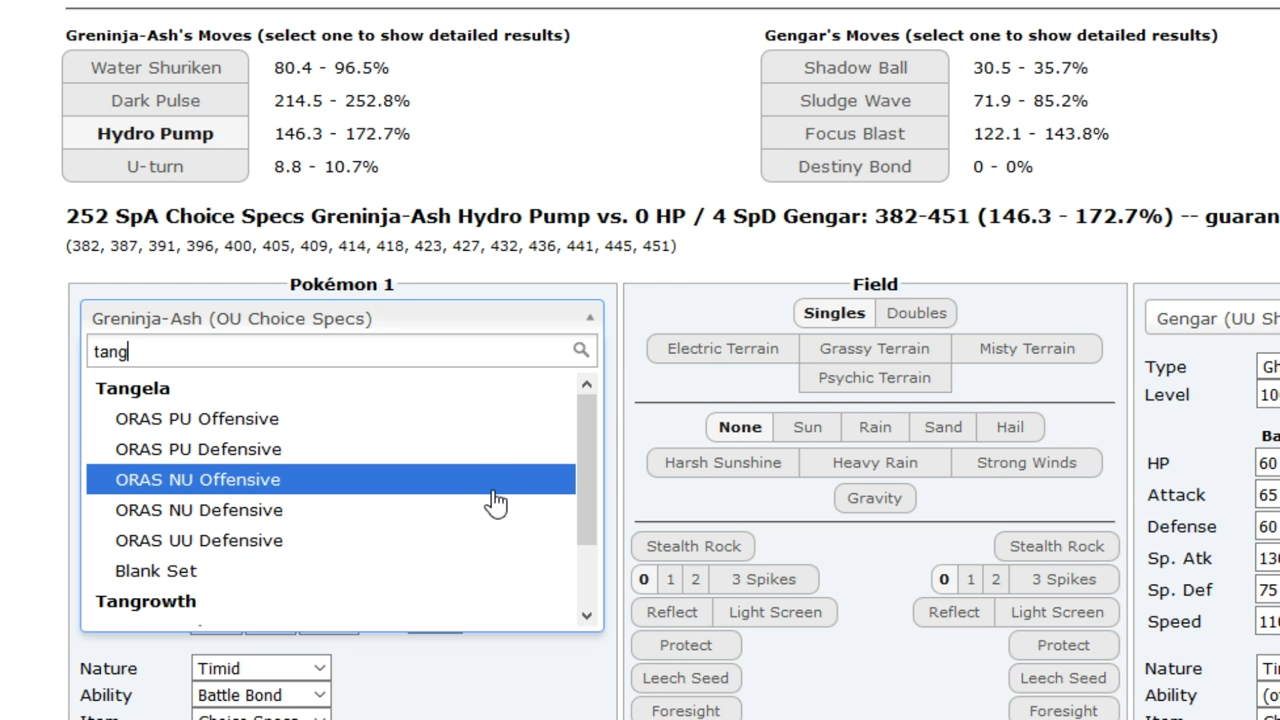 Greninja-Ash's Moves (select one to show detailed results)
Water Shuriken 80.4 - 96.5%
Dark Pulse 214.5 - 252.8%
Hydro Pump 146.3 - 172.7%
U-turn 8.8 - 10.7%
Gengar's Moves (select one to show detailed results)
Shadow Ball 30.5 - 35.7%
Sludge Wave 71.9 - 85.2%
Focus Blast 122.1 - 143.8%
Destiny Bond 0 - 0%
252 SpA Choice Specs Greninja-Ash Hydro Pump vs. 0 HP / 4 SpD Gengar: 382-451 (146.3 - 172.7%) -- guaran
(382, 387, 391, 396, 400, 405, 409, 414, 418, 423, 427, 432, 436, 441, 445, 451)
Pokémon 1
Greninja-Ash (OU Choice Specs)
tang
Tangela
ORAS PU Offensive
ORAS PU Defensive
ORAS NU Offensive
ORAS NU Defensive
ORAS UU Defensive
Blank Set
Tangrowth
Nature Timid
Ability Battle Bond
Item Choice Specs
Field
Singles Doubles
Electric Terrain Grassy Terrain Misty Terrain
Psychic Terrain
None Sun Rain Sand Hail
Harsh Sunshine Heavy Rain Strong Winds
Gravity
Stealth Rock Stealth Rock
0 1 2 3 Spikes 0 1 2 3 Spikes
Reflect Light Screen Reflect Light Screen
Protect Protect
Leech Seed Leech Seed
Foresight Foresight
Gengar (UU Sh
Type Gh
Level 10
Ba
HP 60
Attack 65
Defense 60
Sp. Atk 130
Sp. Def 75
Speed 110
Nature Ti
Ability (o